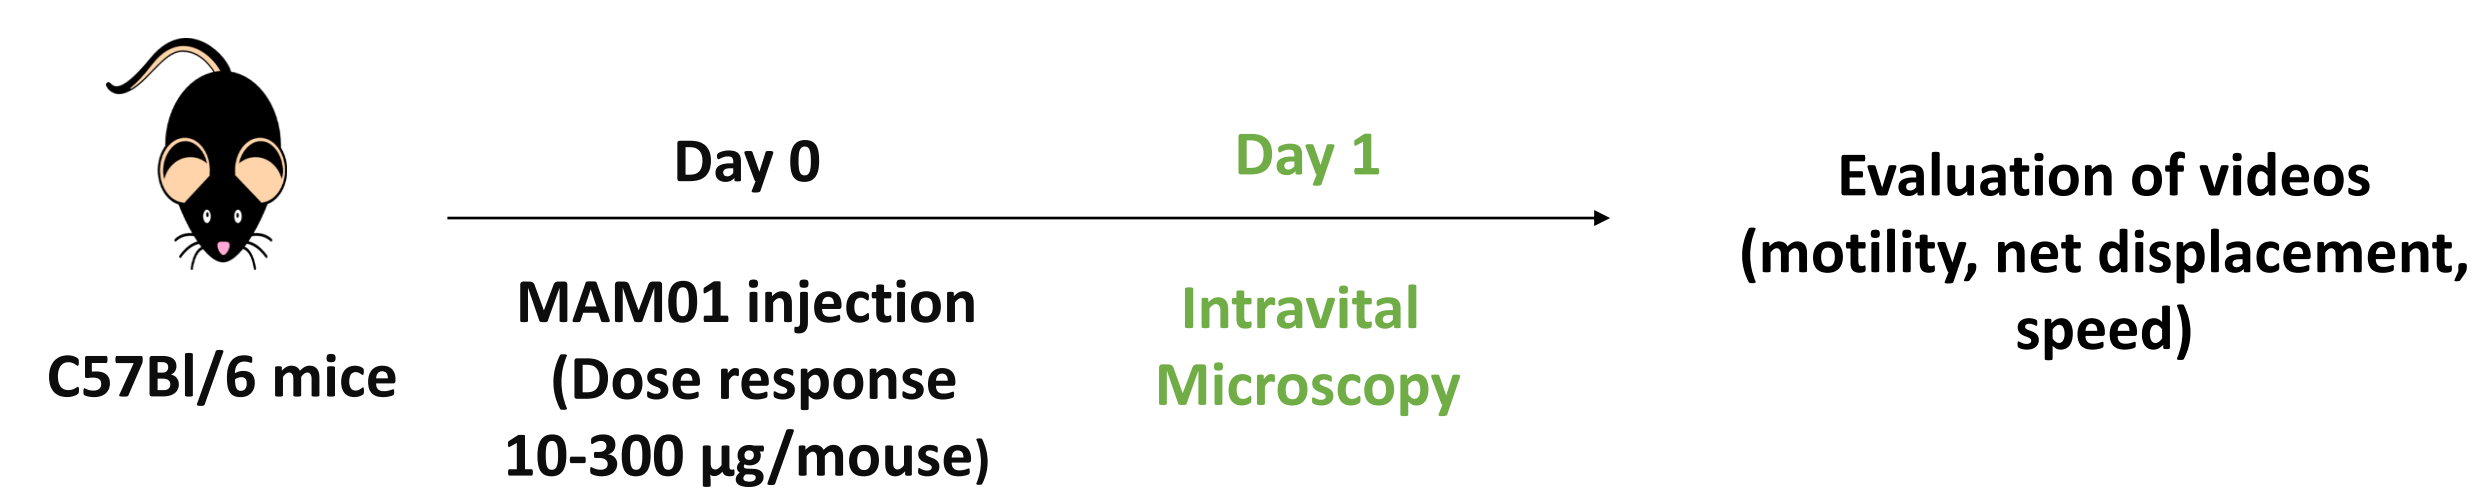 C57Bl/6 mice
Day 0
MAM01 injection
(Dose response
10-300 µg/mouse)
Day 1
Intravital
Microscopy
Evaluation of videos
(motility, net displacement,
speed)